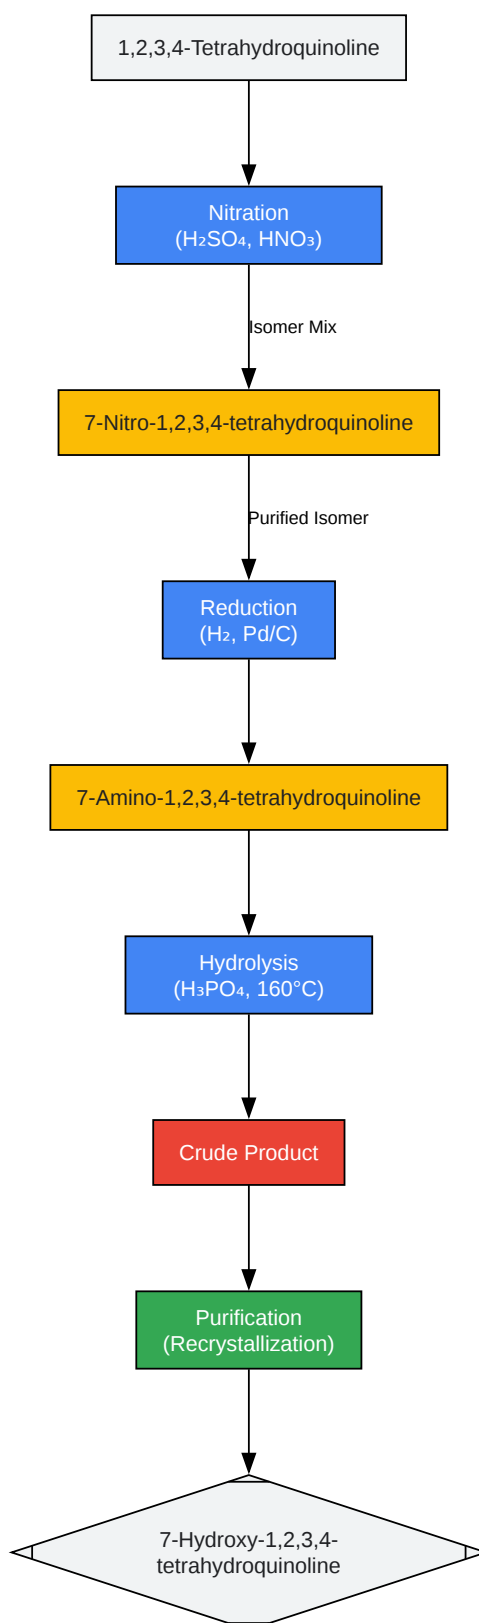 1,2,3,4-Tetrahydroquinoline
Nitration
(H₂SO₄, HNO₃)
Isomer Mix
7-Nitro-1,2,3,4-tetrahydroquinoline
Purified Isomer
Reduction
(H₂, Pd/C)
7-Amino-1,2,3,4-tetrahydroquinoline
Hydrolysis
(H₃PO₄, 160°C)
Crude Product
Purification
(Recrystallization)
7-Hydroxy-1,2,3,4-
tetrahydroquinoline